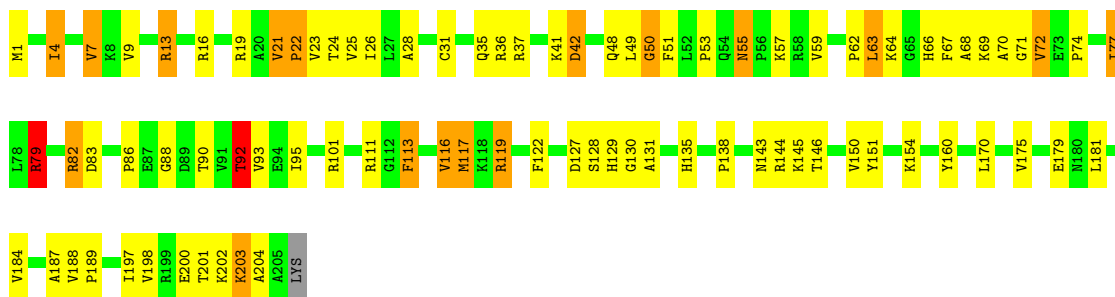 M1 I4 V7 K8 V9 R13 R16 R19 A20 V21 P22 V23 T24 V25 I26 L27 A28 C31 Q35 R36 R37 K41 D42 Q48 L49 G50 F51 L52 P53 Q54 N55 P56 K57 R58 V59 P62 L63 K64 G65 H66 F67 A68 K69 A70 G71 V72 E73 P74
L78 R79 R82 D83 P86 E87 G88 D89 T90 V91 T92 V93 E94 I95 R101 R111 G112 F113 V116 M117 K118 R119 F122 D127 S128 H129 G130 A131 H135 P138 N143 R144 K145 T146 V150 Y151 K154 Y160 L170 V175 E179 N180 L181
V184 A187 V188 P189 I197 V198 R199 E200 T201 K202 K203 A204 A205 LYS